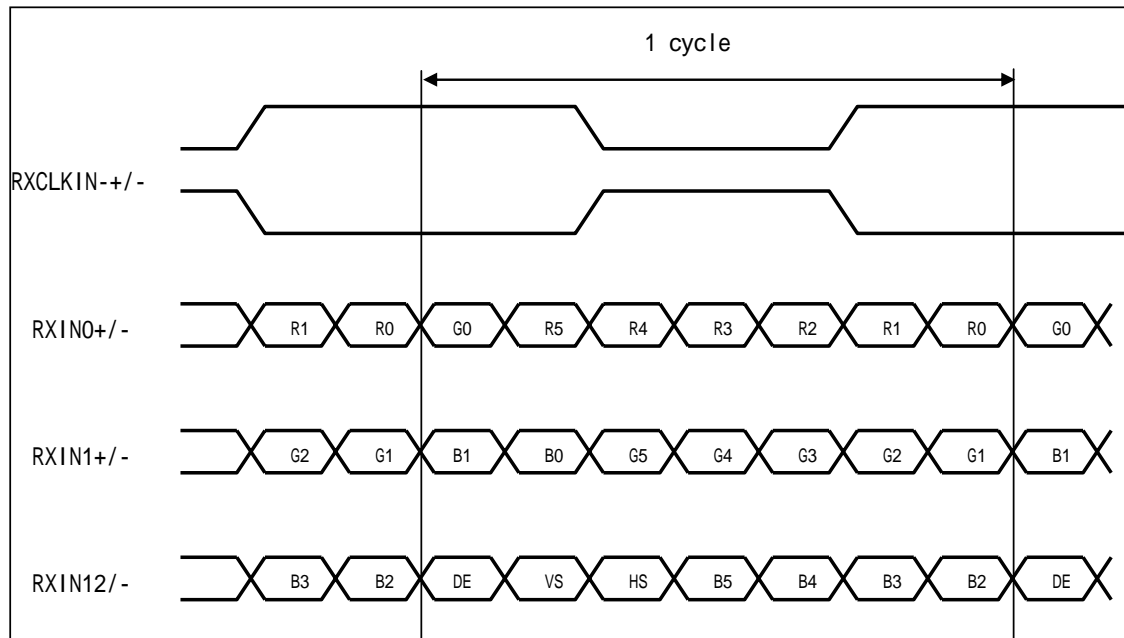 1 cycle
RXCLKIN-+/-
RXIN0+/- R1 R0 G0 R5 R4 R3 R2 R1 R0 G0
RXIN1+/- G2 G1 B1 B0 G5 G4 G3 G2 G1 B1
RXIN12/- B3 B2 DE VS HS B5 B4 B3 B2 DE